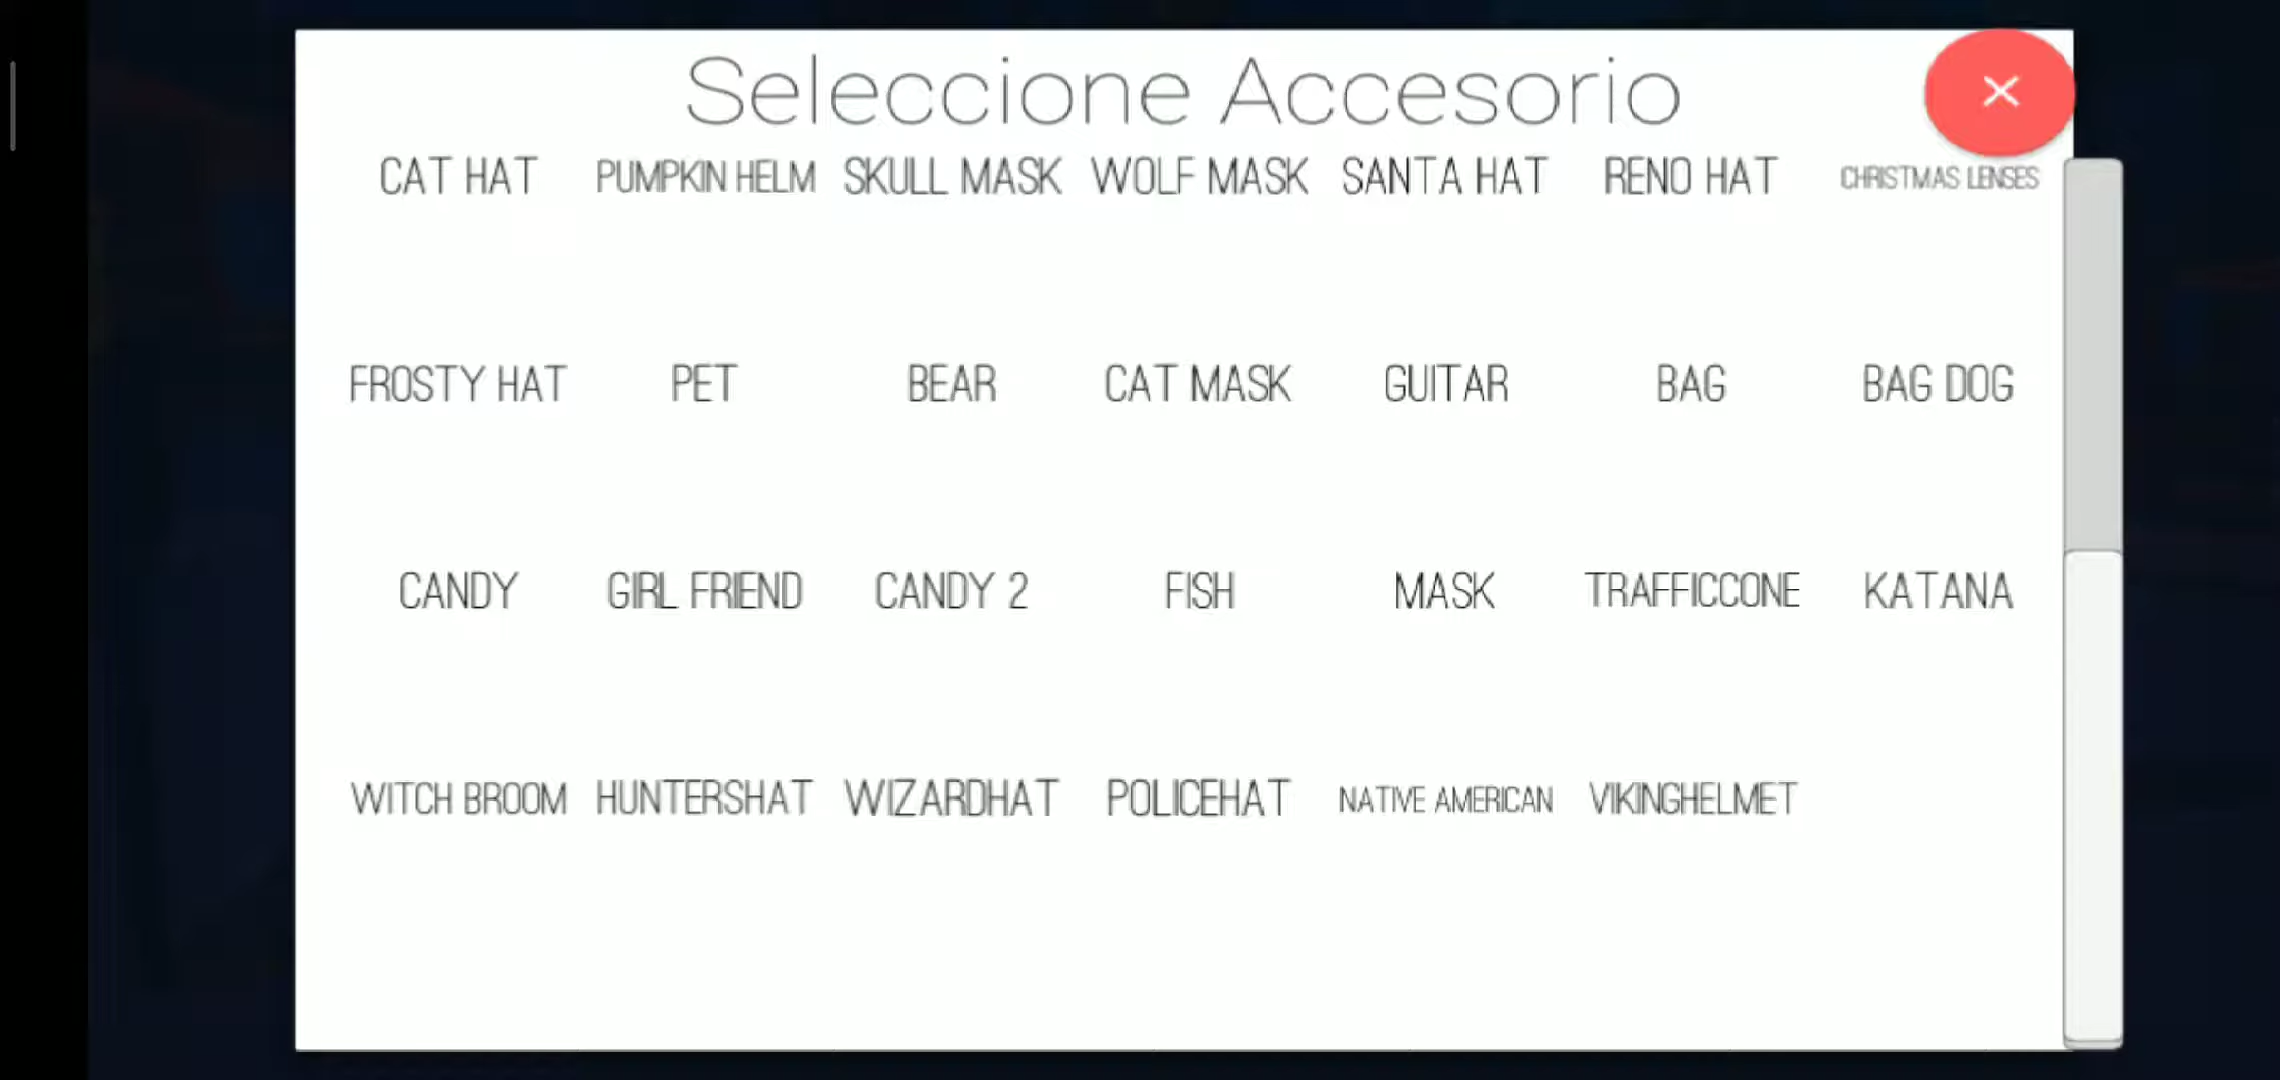 Seleccione Accesorio
CAT HAT PUMPKIN HELM SKULL MASK WOLF MASK SANTA HAT RENO HAT CHRISTMAS LENSES
FROSTY HAT PET BEAR CAT MASK GUITAR BAG BAG DOG
CANDY GIRL FRIEND CANDY 2 FISH MASK TRAFFICCONE KATANA
WITCH BROOM HUNTERSHAT WIZARDHAT POLICEHAT NATIVE AMERICAN VIKINGHELMET